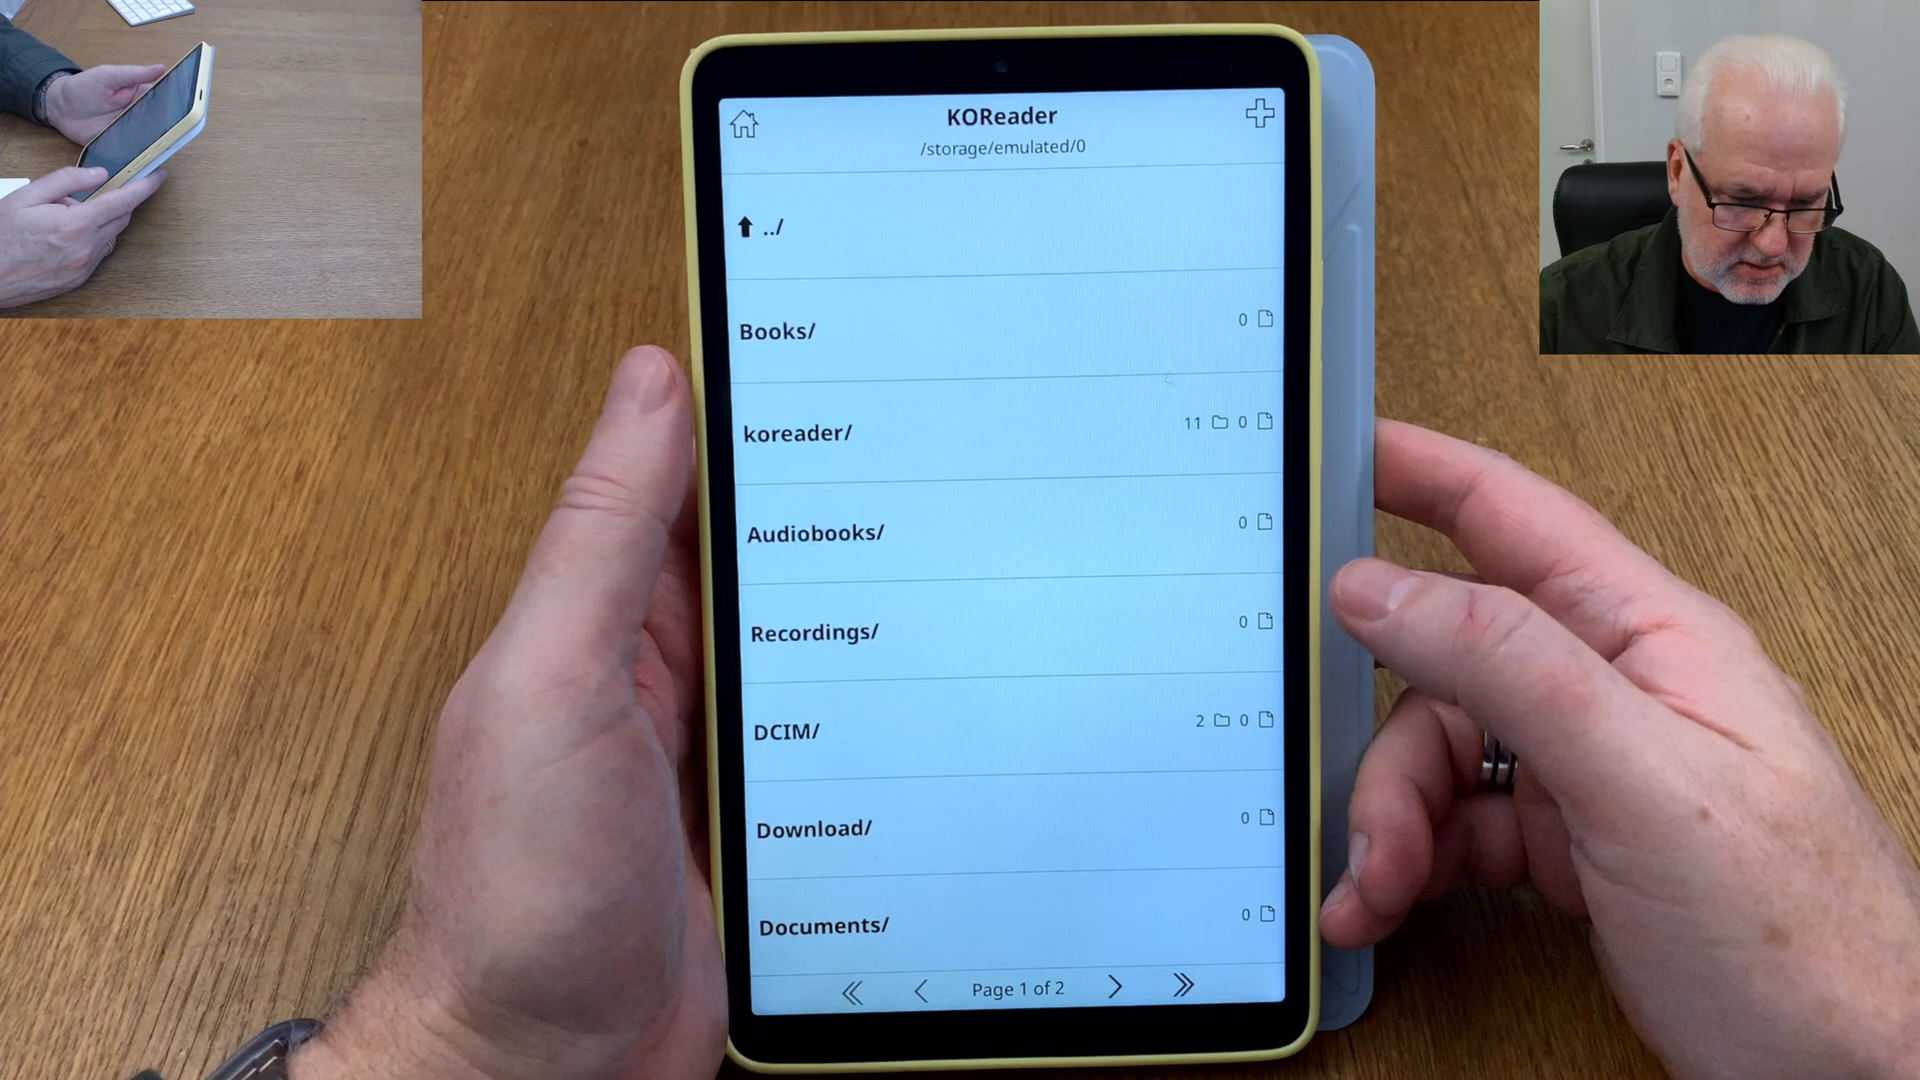 KOReader
/storage/emulated/0
../
Books/ 0
koreader/ 11 0
Audiobooks/ 0
Recordings/ 0
DCIM/ 2 0
Download/ 0
Documents/ 0
Page 1 of 2